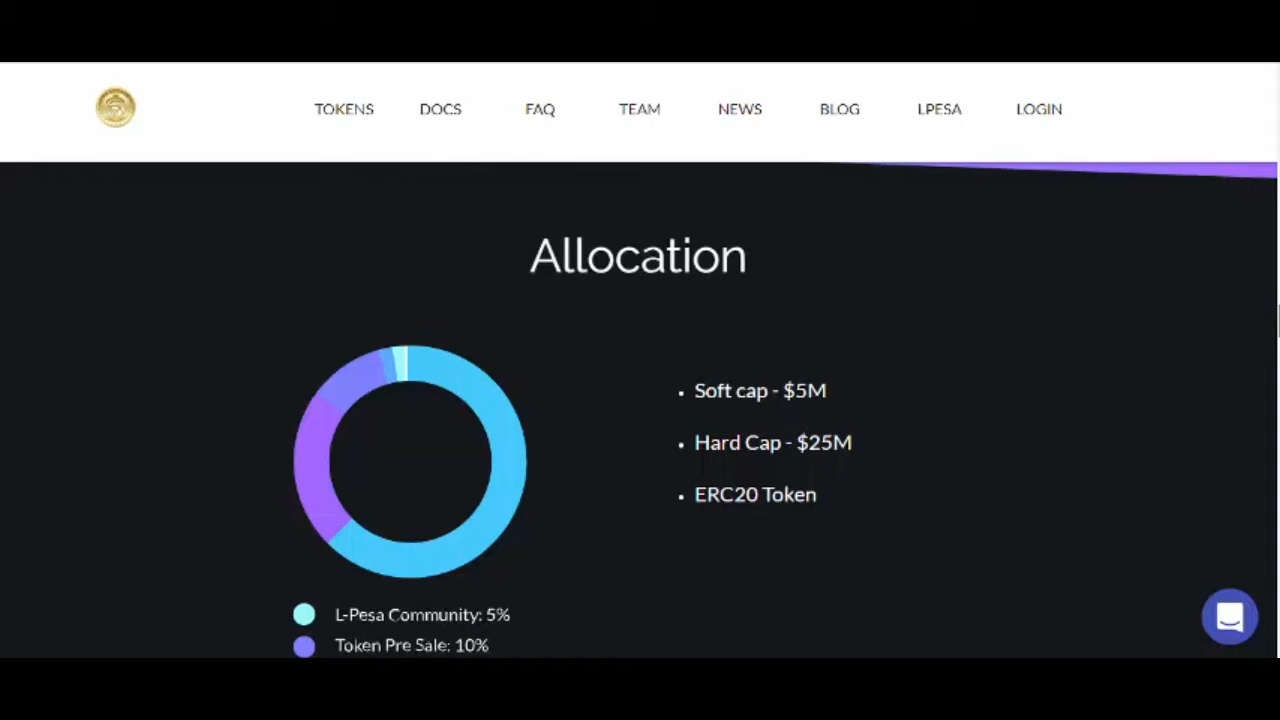 TOKENS DOCS FAQ TEAM NEWS BLOG LPESA LOGIN
Allocation
• Soft cap - $5M
• Hard Cap - $25M
• ERC20 Token
L-Pesa Community: 5%
Token Pre Sale: 10%